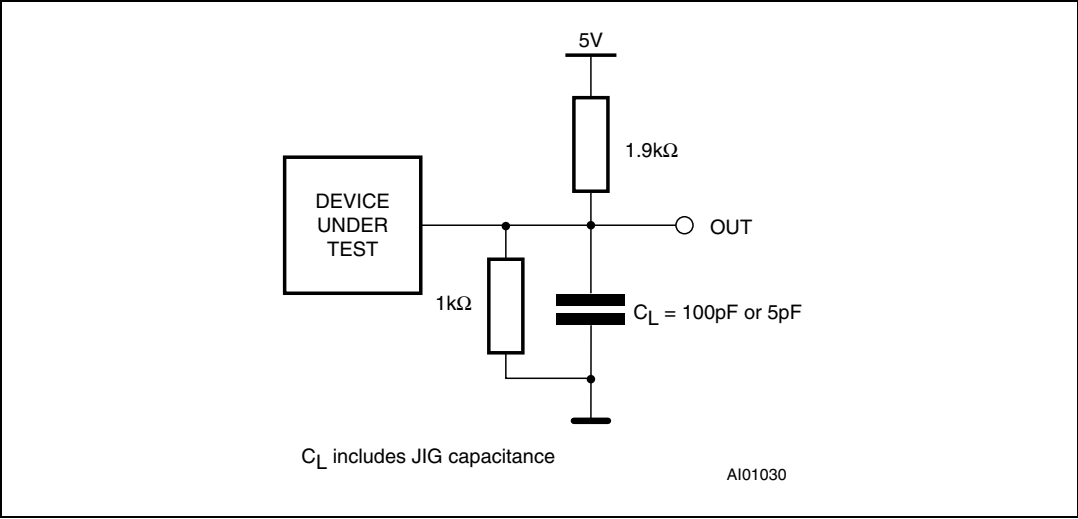 5V
1.9kΩ
DEVICE
UNDER
TEST
OUT
1kΩ
CL = 100pF or 5pF
CL includes JIG capacitance
AI01030